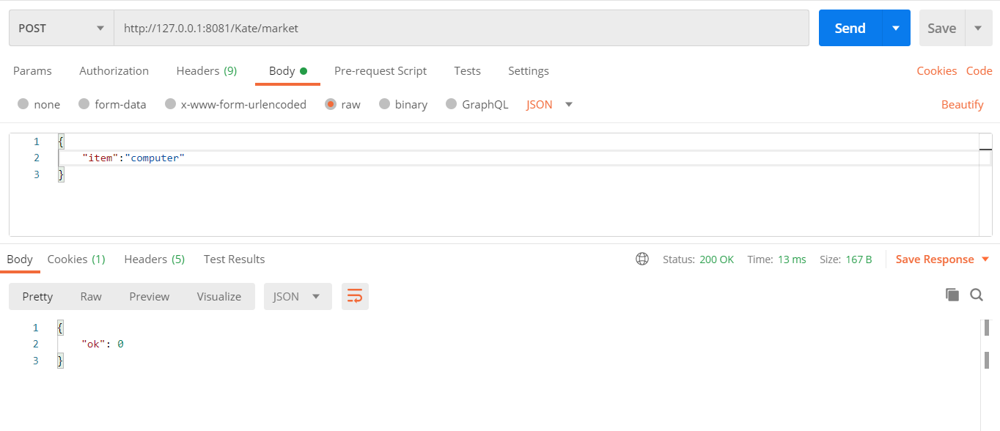 POST http://127.0.0.1:8081/Kate/market Send Save
Params Authorization Headers (9) Body Pre-request Script Tests Settings Cookies Code
none form-data x-www-form-urlencoded raw binary GraphQL JSON Beautify
1 {
2 "item":"computer"
3 }
Body Cookies (1) Headers (5) Test Results Status: 200 OK Time: 13 ms Size: 167 B Save Response
Pretty Raw Preview Visualize JSON
1 {
2 "ok": 0
3 }